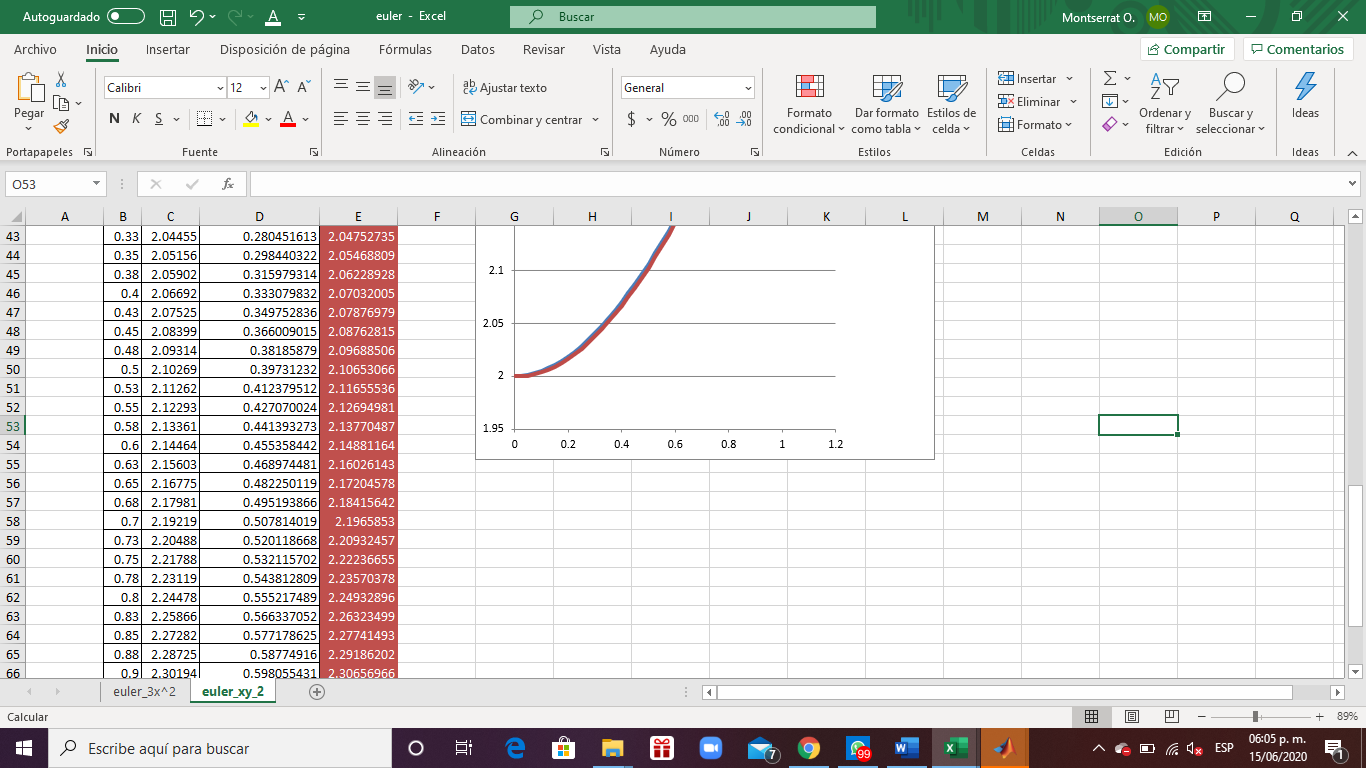 Autoguardado
euler - Excel
Buscar
Montserrat O.
MO
Archivo Inicio Insertar Disposición de página Fórmulas Datos Revisar Vista Ayuda
Compartir
Comentarios
Pegar
Portapapeles
Calibri 12
N K S
Fuente
Ajustar texto
Combinar y centrar
Alineación
General
$ % 000
Número
Formato condicional
Dar formato como tabla
Estilos de celda
Estilos
Insertar
Eliminar
Formato
Celdas
Ordenar y filtrar
Buscar y seleccionar
Edición
Ideas
Ideas
O53
fx
A B C D E F G H I J K L M N O P Q
43 0.33 2.04455 0.280451613 2.04752735
44 0.35 2.05156 0.298440322 2.05468809
45 0.38 2.05902 0.315979314 2.06228928
46 0.4 2.06692 0.333079832 2.07032005
47 0.43 2.07525 0.349752836 2.07876979
48 0.45 2.08399 0.366009015 2.08762815
49 0.48 2.09314 0.38185879 2.09688506
50 0.5 2.10269 0.39731232 2.10653066
51 0.53 2.11262 0.412379512 2.11655536
52 0.55 2.12293 0.427070024 2.12694981
53 0.58 2.13361 0.441393273 2.13770487
54 0.6 2.14464 0.455358442 2.14881164
55 0.63 2.15603 0.468974481 2.16026143
56 0.65 2.16775 0.482250119 2.17204578
57 0.68 2.17981 0.495193866 2.18415642
58 0.7 2.19219 0.507814019 2.1965853
59 0.73 2.20488 0.520118668 2.20932457
60 0.75 2.21788 0.532115702 2.22236655
61 0.78 2.23119 0.543812809 2.23570378
62 0.8 2.24478 0.555217489 2.24932896
63 0.83 2.25866 0.566337052 2.26323499
64 0.85 2.27282 0.577178625 2.27741493
65 0.88 2.28725 0.58774916 2.29186202
66 0.9 2.30194 0.598055431 2.30656966
2.1
2.05
2
1.95
0 0.2 0.4 0.6 0.8 1 1.2
euler_3x^2 euler_xy_2
Calcular
89%
Escribe aquí para buscar
7
99
ESP
06:05 p. m.
15/06/2020
1